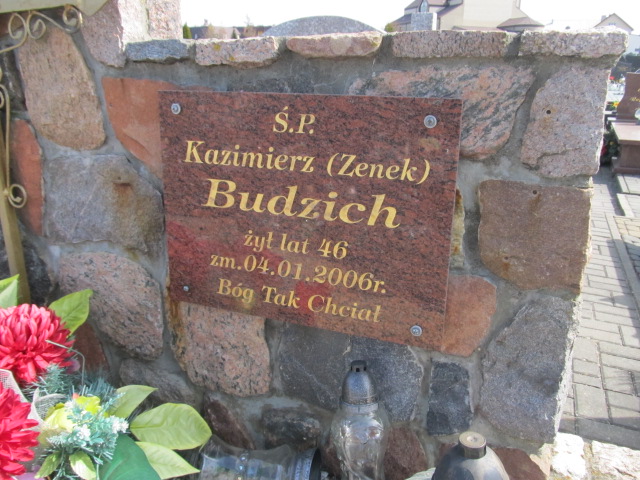 Ś.P.
Kazimierz (Zenek)
Budzich
żył lat 46
zm.04.01.2006r.
Bóg Tak Chciał